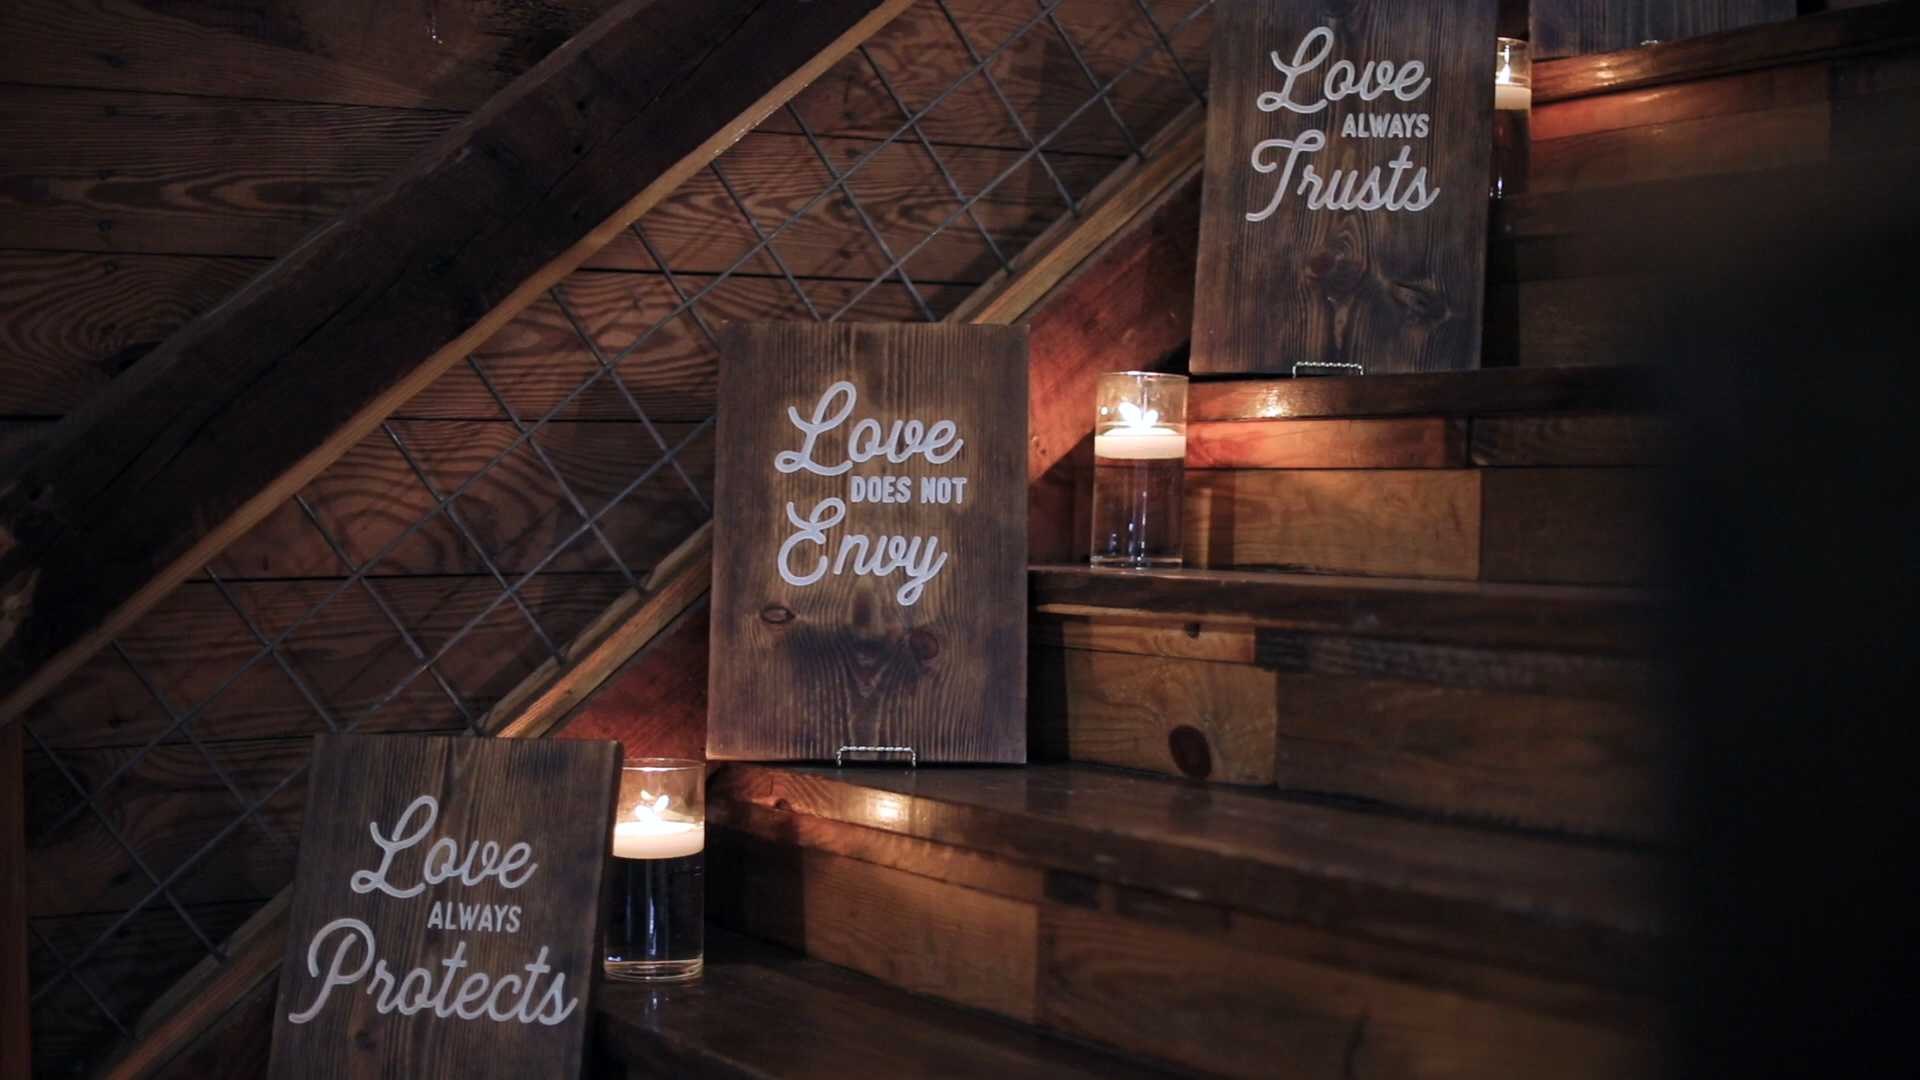 Love
ALWAYS
Trusts
Love
DOES NOT
Envy
Love
ALWAYS
Protects